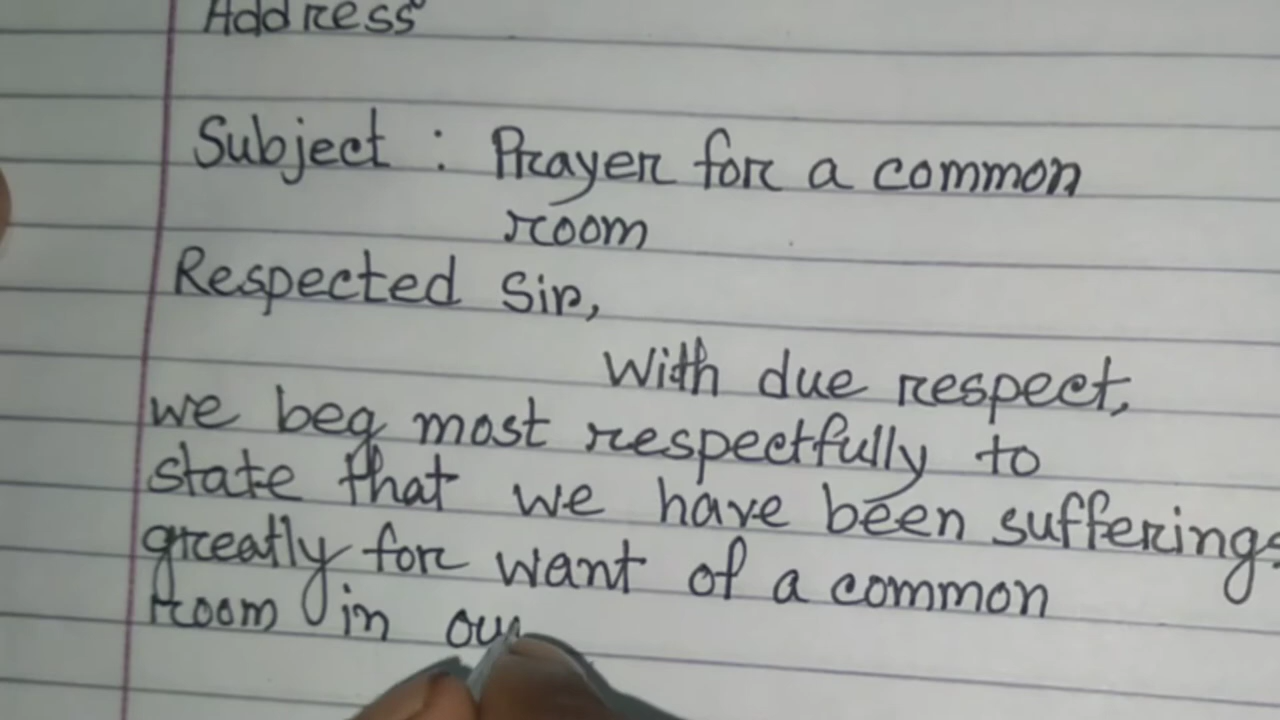 Address
Subject : Prayer for a common
room
Respected Sir,
With due respect,
we beg most respectfully to
state that we have been sufferings
greatly for want of a common
room in our